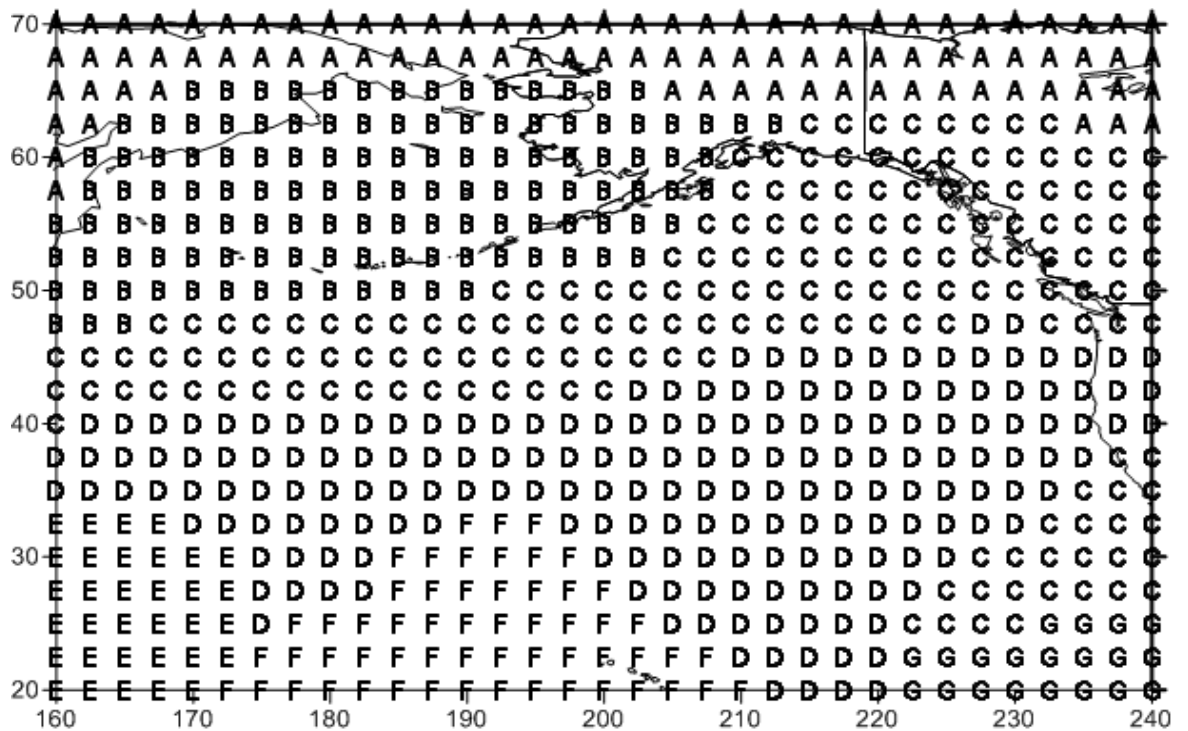 70 A A A A A A A A A A A A A A A A A A A A A A A A A A A A A A A A A
A A A A A A A A A A A A A A A A A A A A A A A A A A A A A A A A A
A A A A B B B B B B B B B B B B B B A A A A A A A A A A A A A A A
A A B B B B B B B B B B B B B B B B B B B B C C C C C C C C A A A
60 A B B B B B B B B B B B B B B B B B B B C C C C C C C C C C C C C
A B B B B B B B B B B B B B B B B B B B C C C C C C C C C C C C C
B B B B B B B B B B B B B B B B B B B C C C C C C C C C C C C C C
B B B B B B B B B B B B B B B B B B C C C C C C C C C C C C C C C
50 B B B B B B B B B B B B B C C C C C C C C C C C C C C C C C C C C
B B B C C C C C C C C C C C C C C C C C C C C C C C C D D C C C C
C C C C C C C C C C C C C C C C C C C C D D D D D D D D D D D D D
C C C C C C C C C C C C C C C C C D D D D D D D D D D D D D D D D
40 C D D D D D D D D D D D D D D D D D D D D D D D D D D D D D D D D
D D D D D D D D D D D D D D D D D D D D D D D D D D D D D D D C C
D D D D D D D D D D D D D D D D D D D D D D D D D D D D D D C C C
E E E E D D D D D D D D F F F D D D D D D D D D D D D D D C C C C
30 E E E E E E D D D D F F F F F F D D D D D D D D D D D C C C C C C
E E E E E E D D D D F F F F F F F D D D D D D D D D C C C C C C C
E E E E E E D F F F F F F F F F F F D D D D D D D C C C C G G G G
E E E E E E F F F F F F F F F F F F F F D D D D D G G G G G G G G
20 E E E E E F F F F F F F F F F F F F F F F D D D D G G G G G G G G
160 170 180 190 200 210 220 230 240